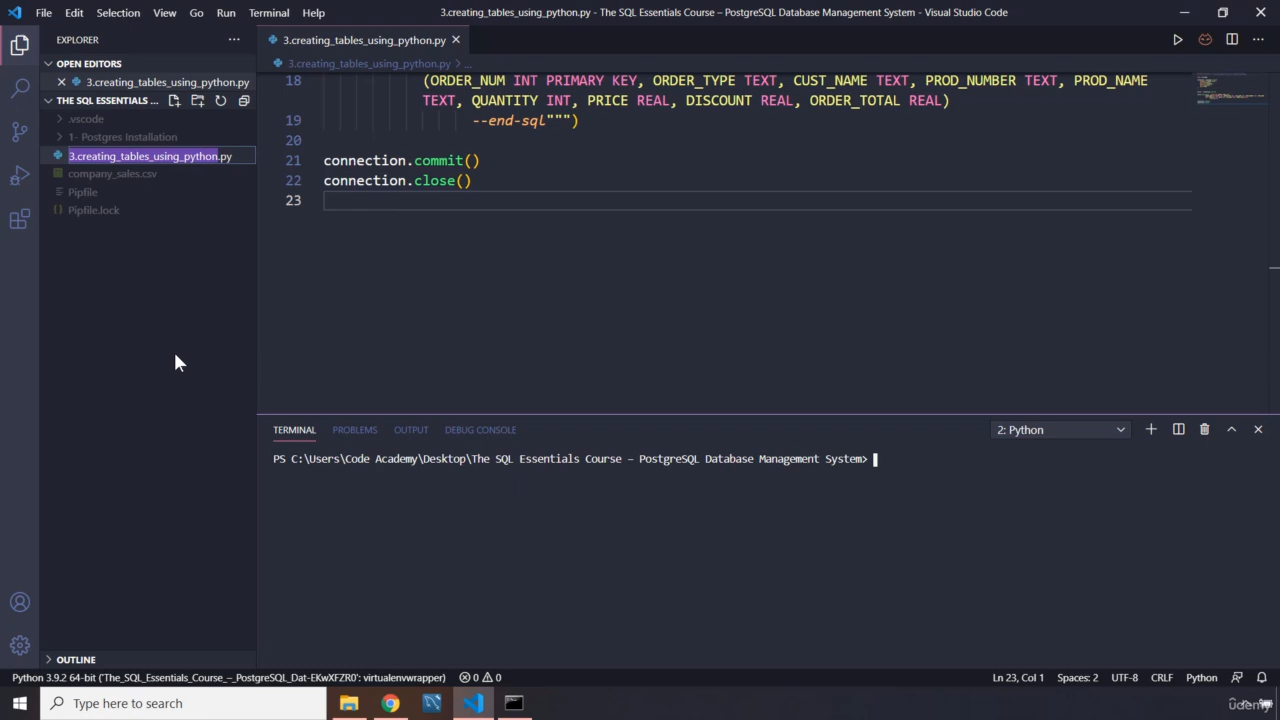 File Edit Selection View Go Run Terminal Help
3.creating_tables_using_python.py - The SQL Essentials Course – PostgreSQL Database Management System - Visual Studio Code
EXPLORER
OPEN EDITORS
3.creating_tables_using_python.py
THE SQL ESSENTIALS ...
.vscode
1- Postgres Installation
3.creating_tables_using_python.py
company_sales.csv
Pipfile
Pipfile.lock
OUTLINE
3.creating_tables_using_python.py
3.creating_tables_using_python.py > ...
18 (ORDER_NUM INT PRIMARY KEY, ORDER_TYPE TEXT, CUST_NAME TEXT, PROD_NUMBER TEXT, PROD_NAME
TEXT, QUANTITY INT, PRICE REAL, DISCOUNT REAL, ORDER_TOTAL REAL)
19 --end-sql""")
20
21 connection.commit()
22 connection.close()
23
TERMINAL PROBLEMS OUTPUT DEBUG CONSOLE
2: Python
PS C:\Users\Code Academy\Desktop\The SQL Essentials Course – PostgreSQL Database Management System>
Python 3.9.2 64-bit ('The_SQL_Essentials_Course_–_PostgreSQL_Dat-EKwXFZR0': virtualenvwrapper) 0 0
Ln 23, Col 1 Spaces: 2 UTF-8 CRLF Python
Type here to search
udemy